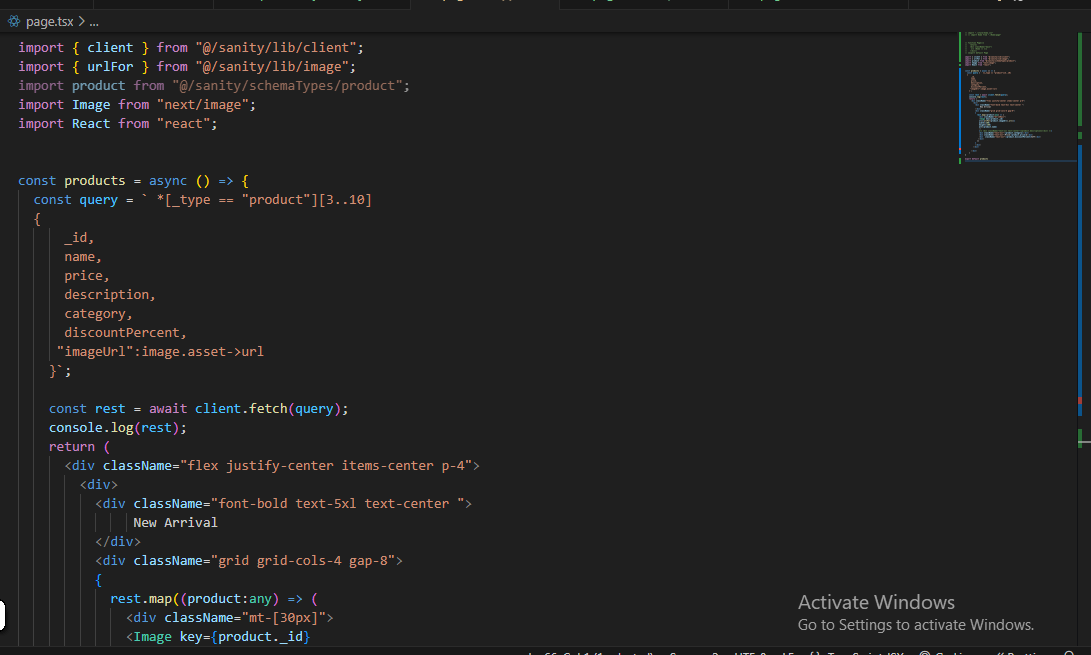 page.tsx > ...
import { client } from "@/sanity/lib/client";
import { urlFor } from "@/sanity/lib/image";
import product from "@/sanity/schemaTypes/product";
import Image from "next/image";
import React from "react";
const products = async () => {
const query = ` *[_type == "product"][3..10]
{
_id,
name,
price,
description,
category,
discountPercent,
"imageUrl":image.asset->url
}`;
const rest = await client.fetch(query);
console.log(rest);
return (
<div className="flex justify-center items-center p-4">
<div>
<div className="font-bold text-5xl text-center ">
New Arrival
</div>
<div className="grid grid-cols-4 gap-8">
{
rest.map((product:any) => (
<div className="mt-[30px]">
<Image key={product._id}
Activate Windows
Go to Settings to activate Windows.